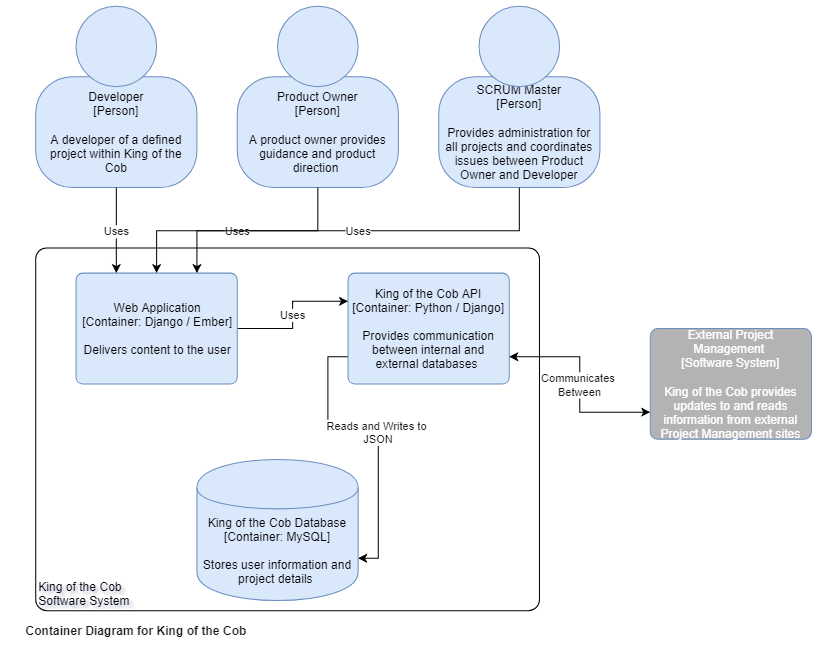 Developer
[Person]
A developer of a defined
project within King of the
Cob
Product Owner
[Person]
A product owner provides
guidance and product
direction
SCRUM Master
[Person]
Provides administration for
all projects and coordinates
issues between Product
Owner and Developer
Uses
Uses
Uses
Web Application
[Container: Django / Ember]
Delivers content to the user
Uses
King of the Cob API
[Container: Python / Django]
Provides communication
between internal and
external databases
Communicates
Between
External Project
Management
[Software System]
King of the Cob provides
updates to and reads
information from external
Project Management sites
Reads and Writes to
JSON
King of the Cob Database
[Container: MySQL]
Stores user information and
project details
King of the Cob
Software System
Container Diagram for King of the Cob